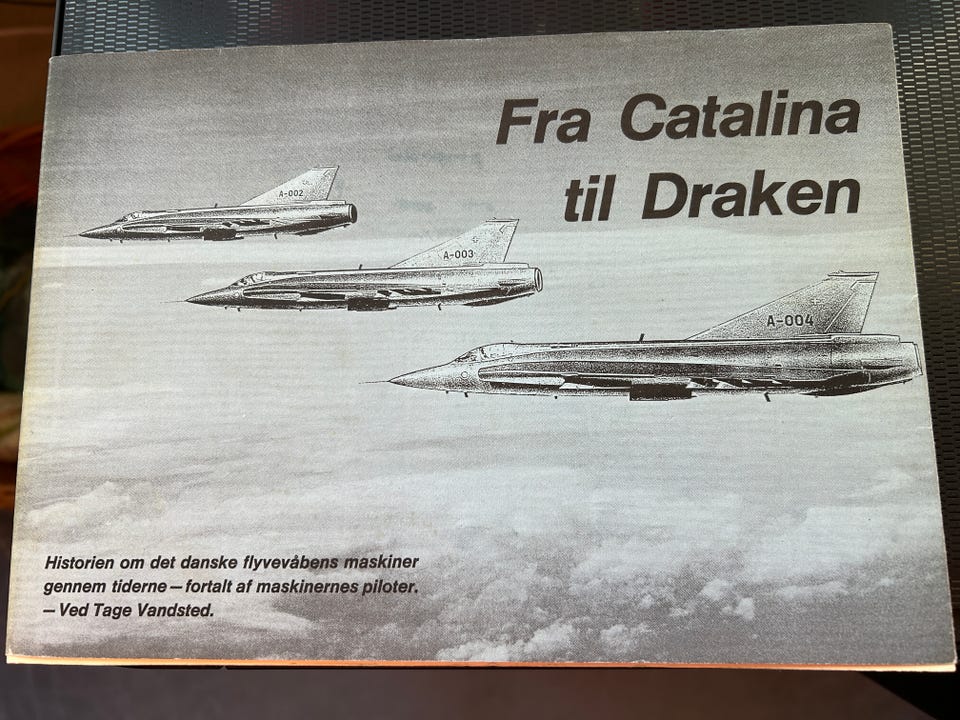 Fra Catalina
til Draken
A-002
A-003
A-004
Historien om det danske flyvevåbens maskiner
gennem tiderne – fortalt af maskinernes piloter.
– Ved Tage Vandsted.